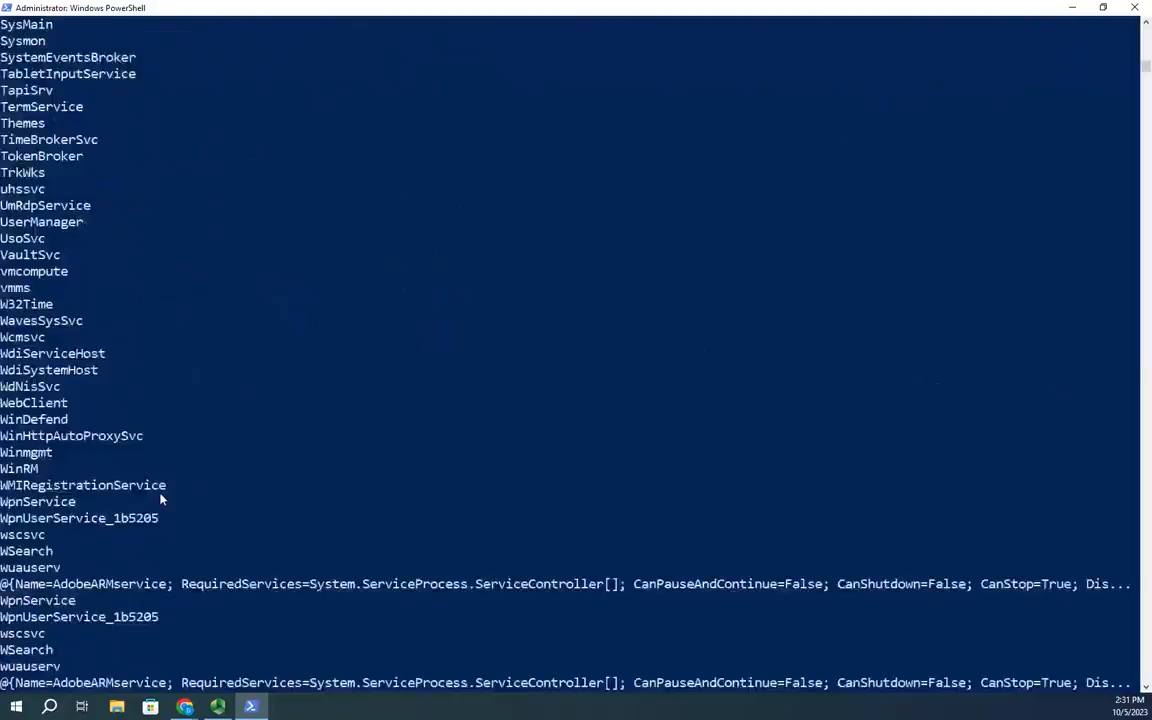 Administrator: Windows PowerShell
SysMain
Sysmon
SystemEventsBroker
TabletInputService
TapiSrv
TermService
Themes
TimeBrokerSvc
TokenBroker
TrkWks
uhssvc
UmRdpService
UserManager
UsoSvc
VaultSvc
vmcompute
vmms
W32Time
WavesSysSvc
Wcmsvc
WdiServiceHost
WdiSystemHost
WdNisSvc
WebClient
WinDefend
WinHttpAutoProxySvc
Winmgmt
WinRM
WMIRegistrationService
WpnService
WpnUserService_1b5205
wscsvc
WSearch
wuauserv
@{Name=AdobeARMservice; RequiredServices=System.ServiceProcess.ServiceController[]; CanPauseAndContinue=False; CanShutdown=False; CanStop=True; Dis...
WpnService
WpnUserService_1b5205
wscsvc
WSearch
wuauserv
@{Name=AdobeARMservice; RequiredServices=System.ServiceProcess.ServiceController[]; CanPauseAndContinue=False; CanShutdown=False; CanStop=True; Dis...
2:31 PM
10/5/2023